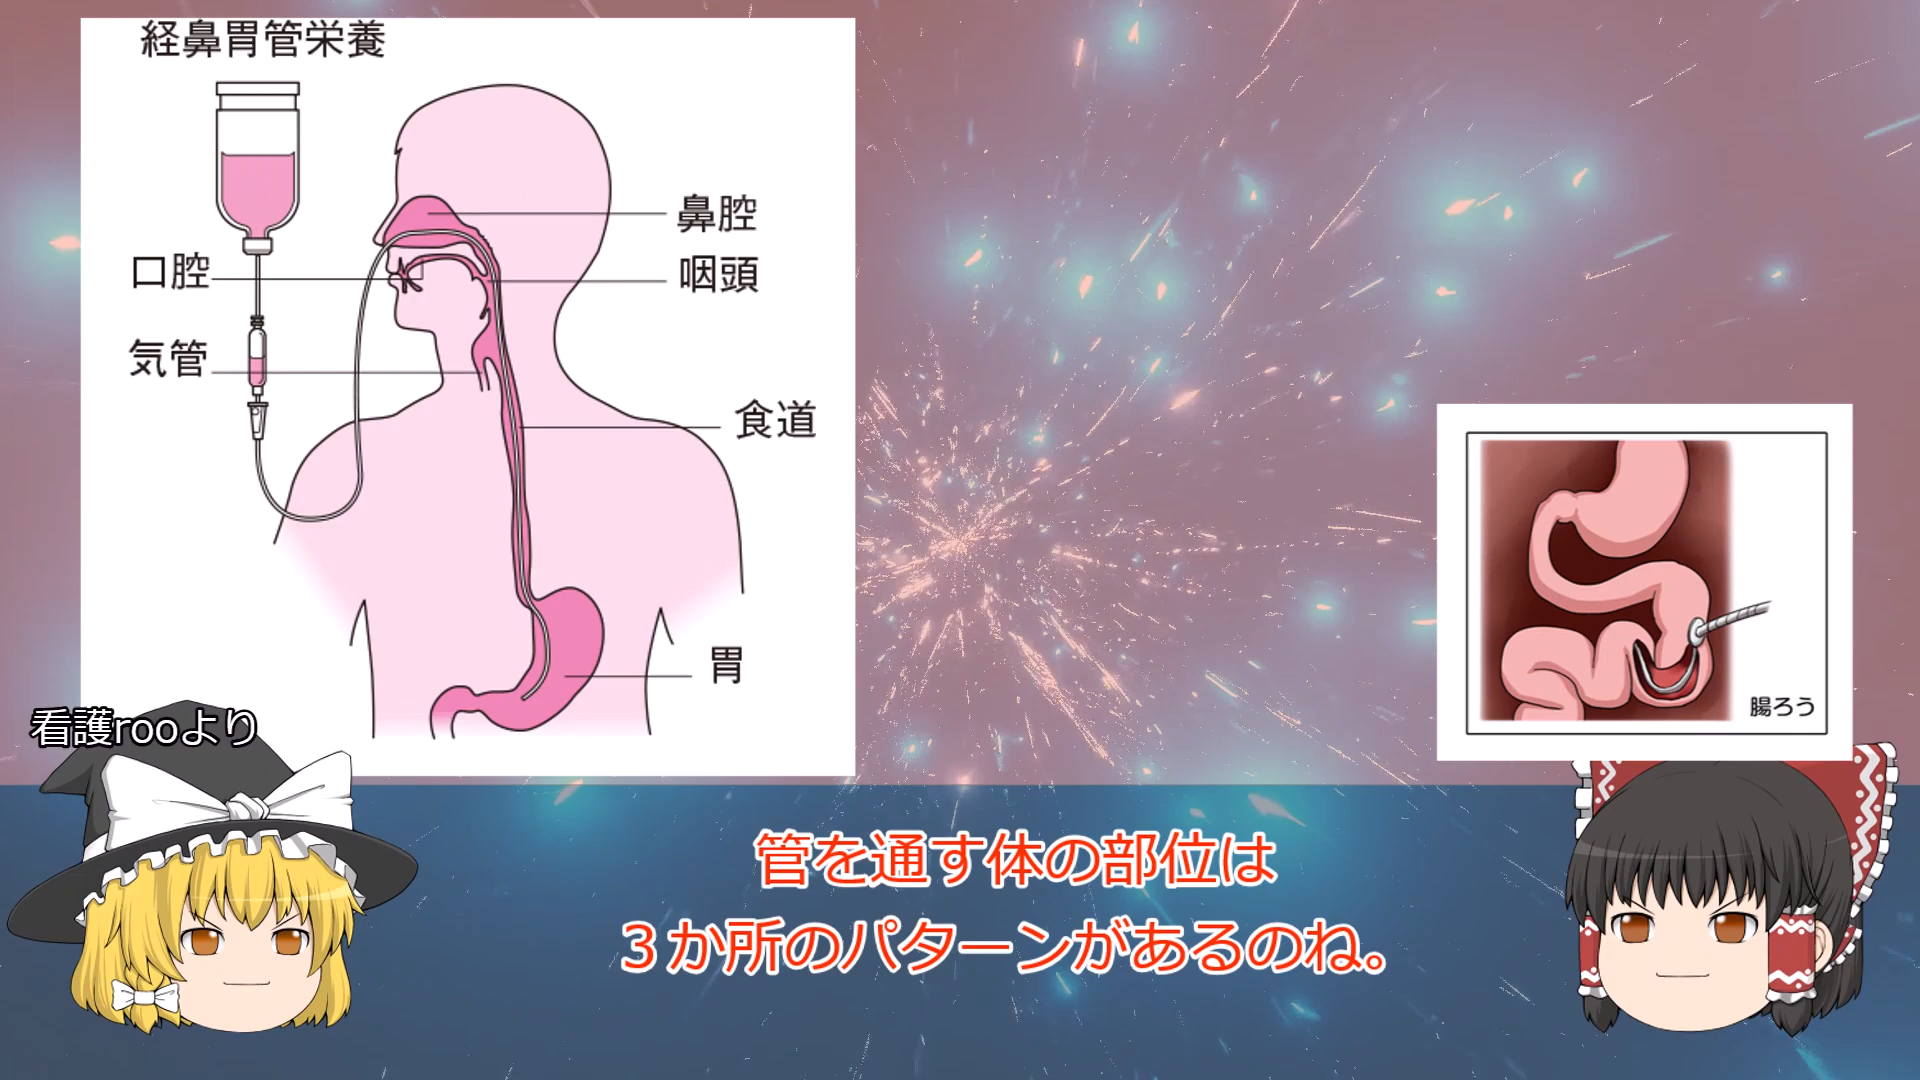 経鼻胃管栄養
鼻腔
口腔
咽頭
気管
食道
胃
看護rooより
腸ろう
管を通す体の部位は
３か所のパターンがあるのね。